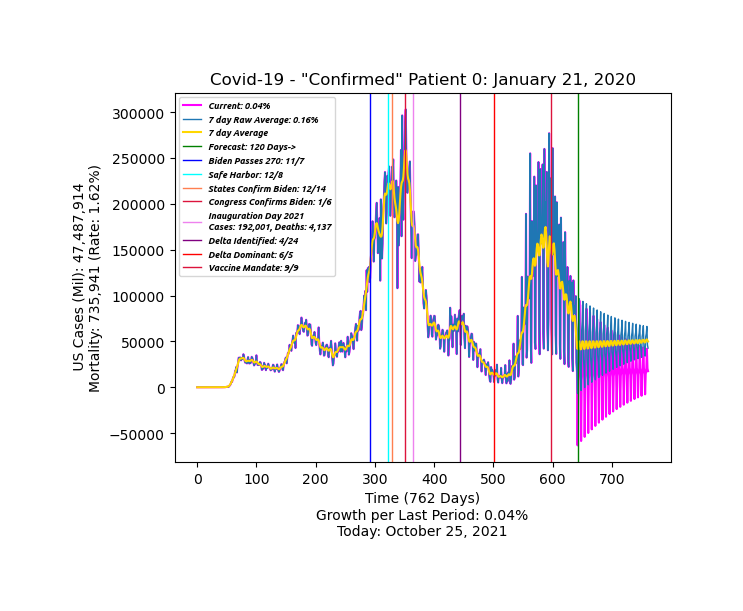 Covid-19 - "Confirmed" Patient 0: January 21, 2020
US Cases (Mil): 47,487,914
Mortality: 735,941 (Rate: 1.62%)
300000
250000
200000
150000
100000
50000
0
−50000
Current: 0.04%
7 day Raw Average: 0.16%
7 day Average
Forecast: 120 Days->
Biden Passes 270: 11/7
Safe Harbor: 12/8
States Confirm Biden: 12/14
Congress Confirms Biden: 1/6
Inauguration Day 2021
Cases: 192,001, Deaths: 4,137
Delta Identified: 4/24
Delta Dominant: 6/5
Vaccine Mandate: 9/9
0 100 200 300 400 500 600 700
Time (762 Days)
Growth per Last Period: 0.04%
Today: October 25, 2021